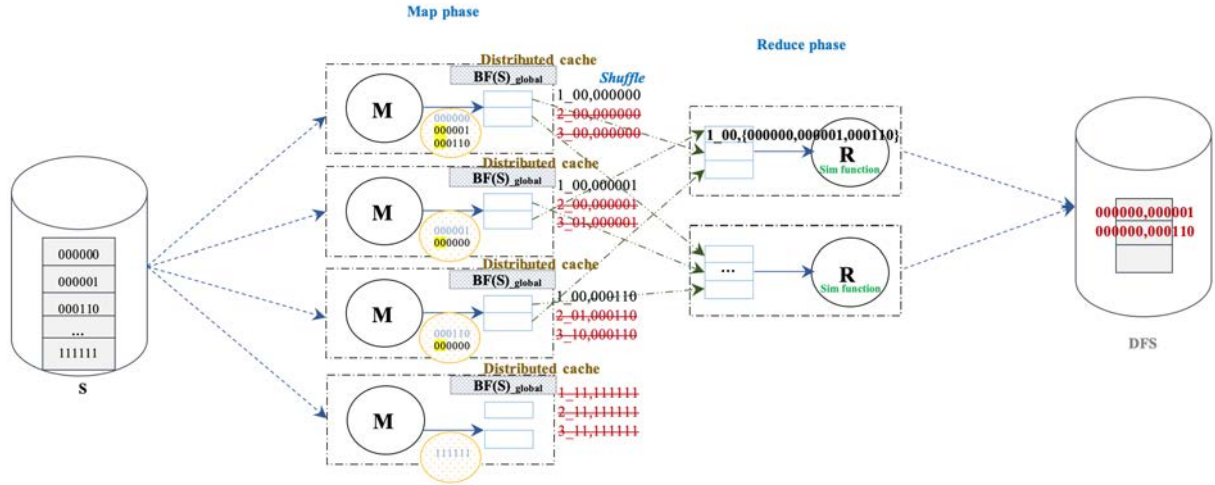 Map phase
Reduce phase
Distributed cache
BF(S)_global
Shuffle
M
000000
000001
000110
1_00,000000
2_00,000000
3_00,000000
Distributed cache
BF(S)_global
M
000001
000000
1_00,000001
2_00,000001
3_01,000001
Distributed cache
BF(S)_global
M
000110
000000
1_00,000110
2_01,000110
3_10,000110
Distributed cache
BF(S)_global
M
111111
1_11,111111
2_11,111111
3_11,111111
000000
000001
000110
...
111111
S
1_00,{000000,000001,000110}
R
Sim function
...
R
Sim function
000000,000001
000000,000110
DFS